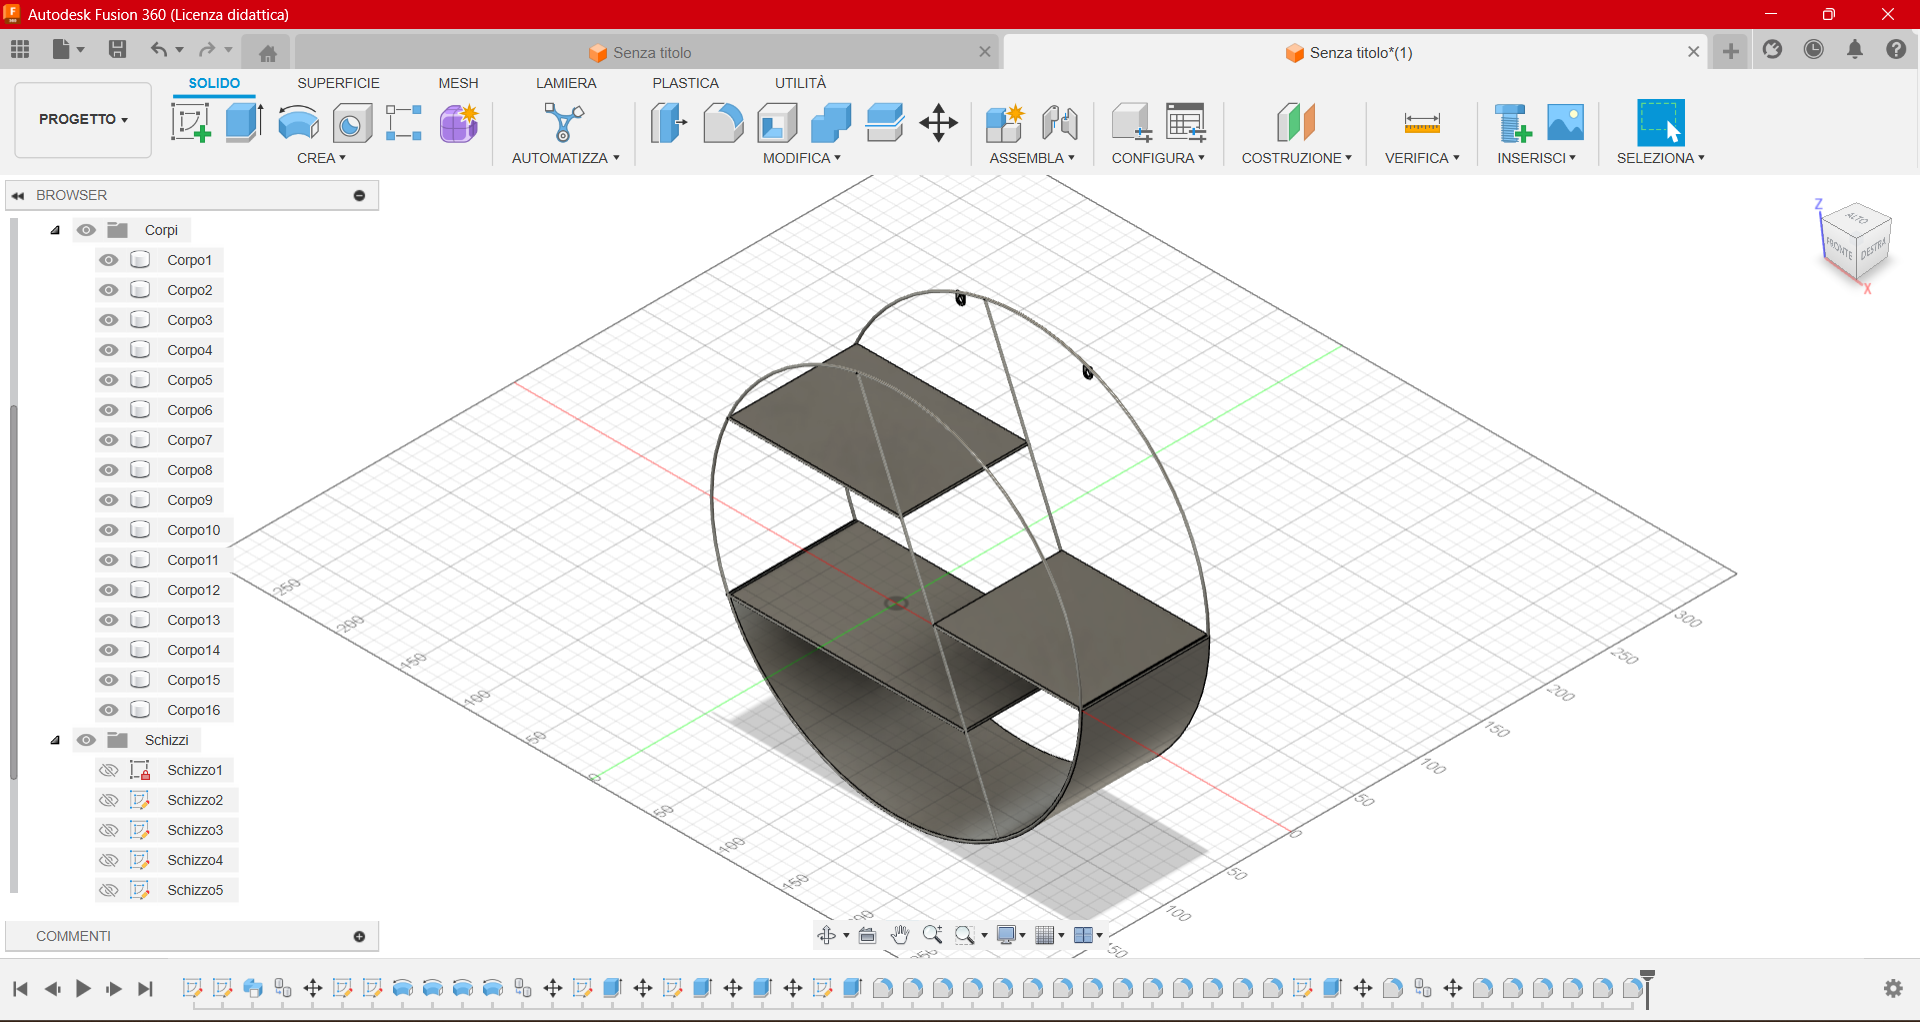 Autodesk Fusion 360 (Licenza didattica)
Senza titolo
Senza titolo*(1)
PROGETTO
SOLIDO SUPERFICIE MESH LAMIERA PLASTICA UTILITÀ
CREA AUTOMATIZZA MODIFICA ASSEMBLA CONFIGURA COSTRUZIONE VERIFICA INSERISCI SELEZIONA
BROWSER
Corpi
Corpo1
Corpo2
Corpo3
Corpo4
Corpo5
Corpo6
Corpo7
Corpo8
Corpo9
Corpo10
Corpo11
Corpo12
Corpo13
Corpo14
Corpo15
Corpo16
Schizzi
Schizzo1
Schizzo2
Schizzo3
Schizzo4
Schizzo5
COMMENTI
Z
ALTO
FRONTE
DESTRA
X
250
200
150
100
50
0
50
100
150
300
250
200
150
100
50
0
50
100